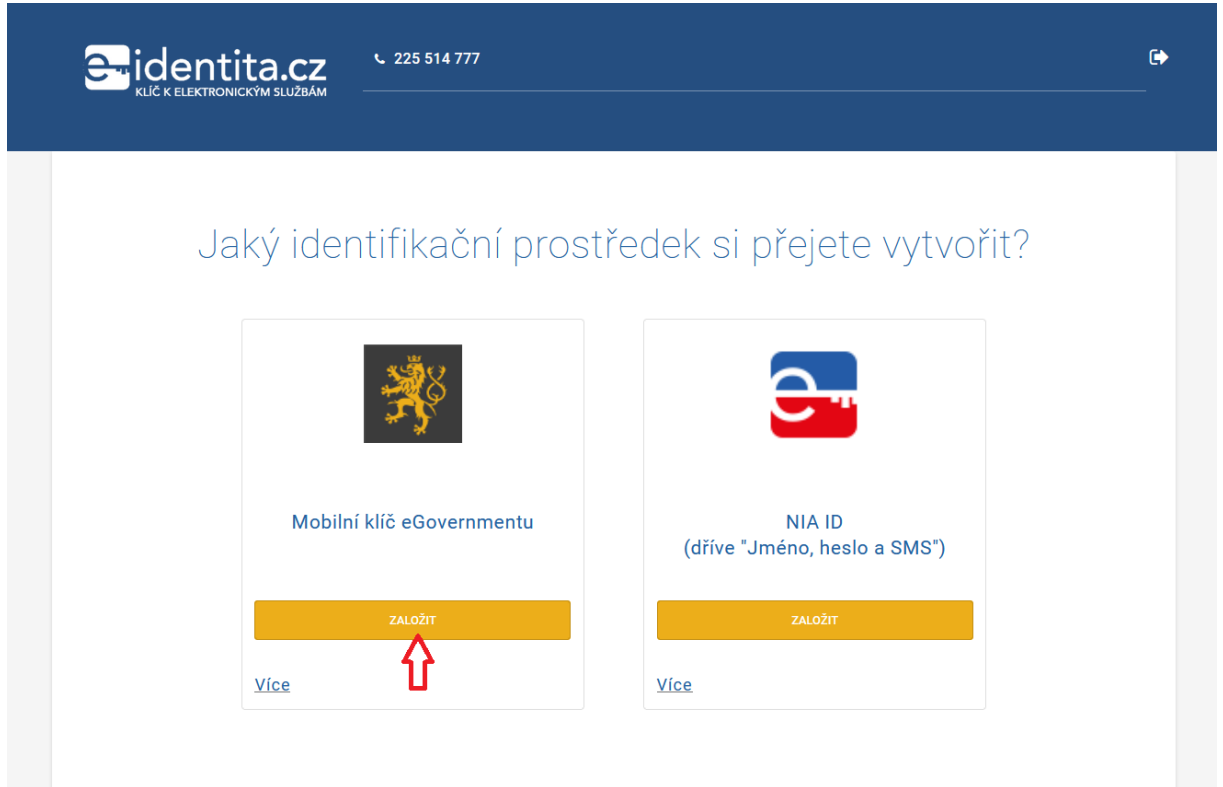 identita.cz
KLÍČ K ELEKTRONICKÝM SLUŽBÁM
225 514 777
Jaký identifikační prostředek si přejete vytvořit?
Mobilní klíč eGovernmentu
ZALOŽIT
Více
NIA ID
(dříve "Jméno, heslo a SMS")
ZALOŽIT
Více